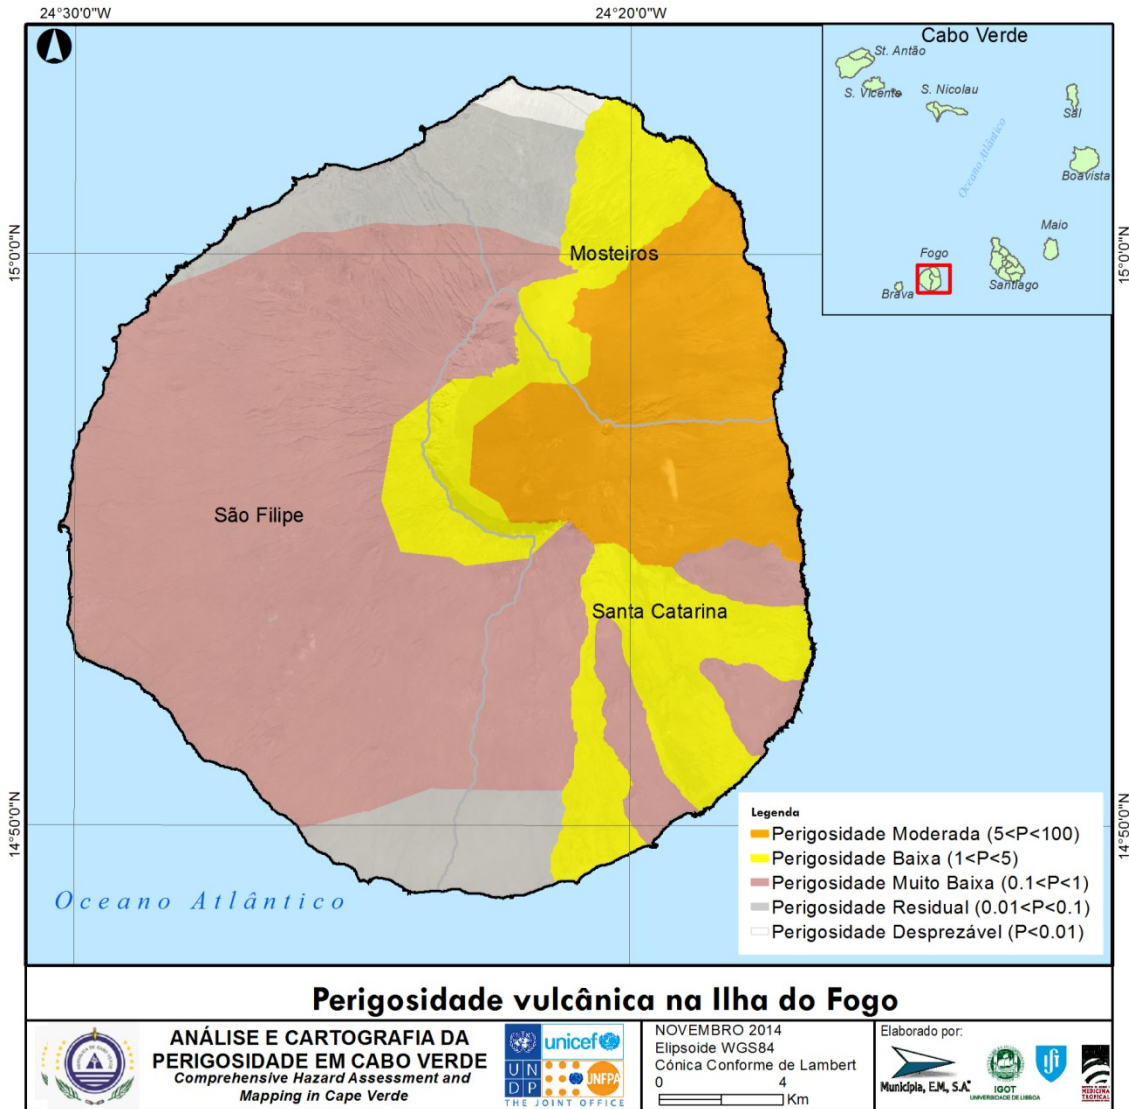 24°30'0"W
24°20'0"W
Cabo Verde
St. Antão
S. Vicente
S. Nicolau
Sal
Oceano Atlântico
Boavista
Maio
Fogo
Brava
Santiago
15°0'0"N
15°0'0"N
Mosteiros
São Filipe
Santa Catarina
14°50'0"N
14°50'0"N
Oceano Atlântico
Legenda
Perigosidade Moderada (5<P<100)
Perigosidade Baixa (1<P<5)
Perigosidade Muito Baixa (0.1<P<1)
Perigosidade Residual (0.01<P<0.1)
Perigosidade Desprezável (P<0.01)
Perigosidade vulcânica na Ilha do Fogo
ANÁLISE E CARTOGRAFIA DA
PERIGOSIDADE EM CABO VERDE
Comprehensive Hazard Assessment and
Mapping in Cape Verde
unicef
U N
D P
UNFPA
THE JOINT OFFICE
NOVEMBRO 2014
Elipsoide WGS84
Cónica Conforme de Lambert
0 4
Km
Elaborado por:
Municípia, E.M, S.A.
IGOT
UNIVERSIDADE DE LISBOA
MEDICINA
TROPICAL